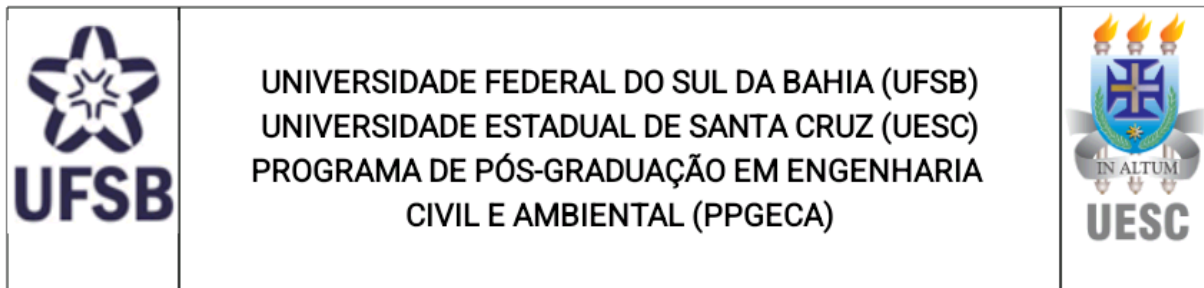 UFSB
UNIVERSIDADE FEDERAL DO SUL DA BAHIA (UFSB)
UNIVERSIDADE ESTADUAL DE SANTA CRUZ (UESC)
PROGRAMA DE PÓS-GRADUAÇÃO EM ENGENHARIA
CIVIL E AMBIENTAL (PPGECA)
IN ALTUM
UESC